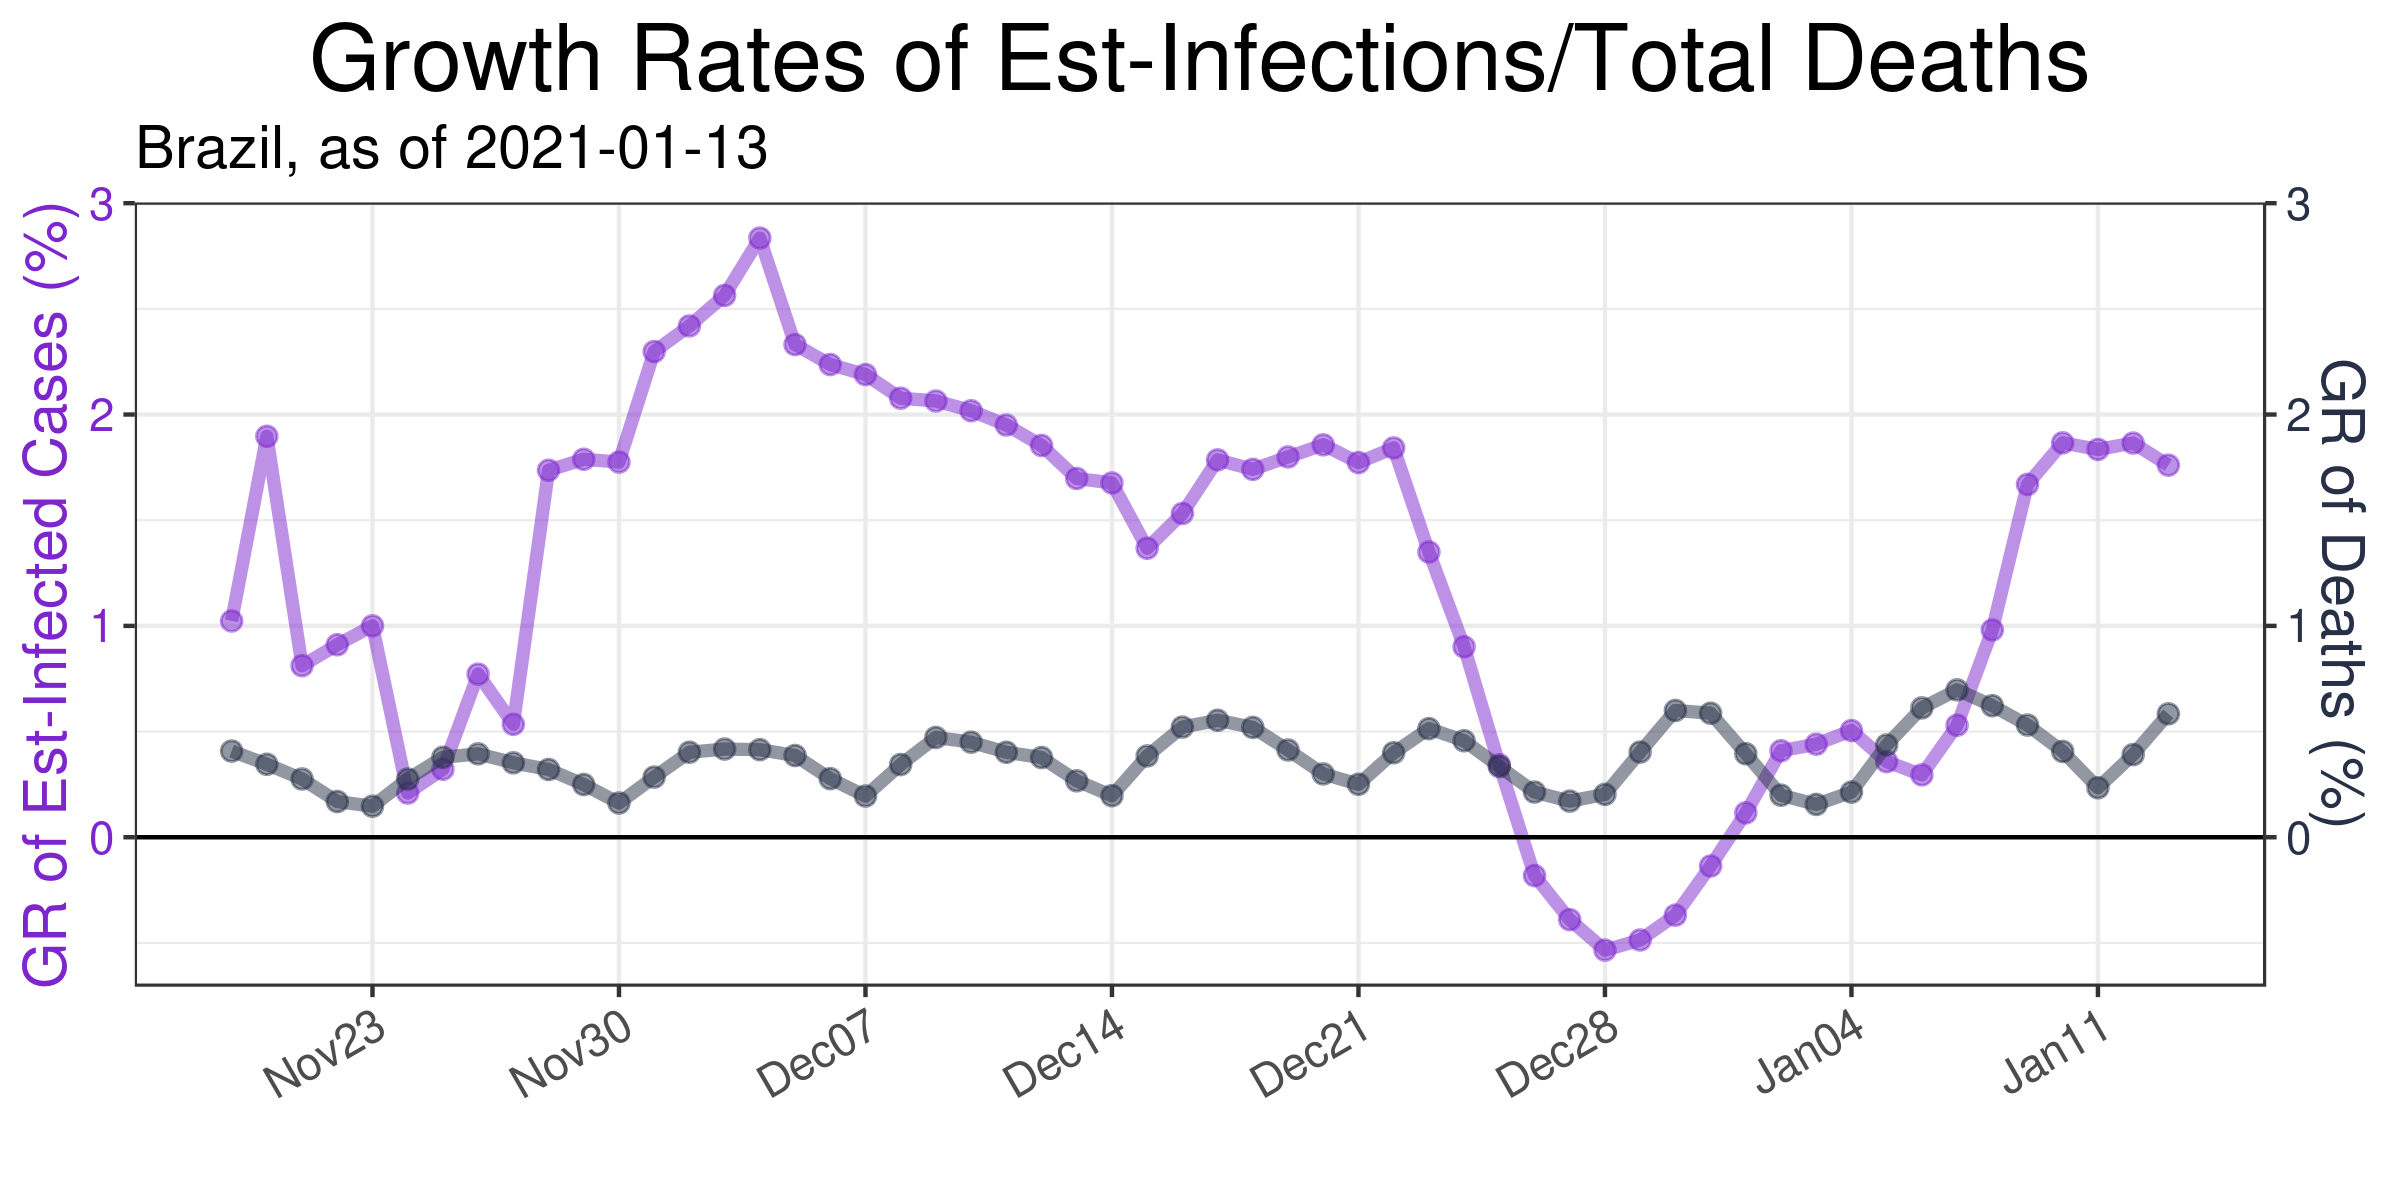 Growth Rates of Est-Infections/Total Deaths
Brazil, as of 2021-01-13
GR of Est-Infected Cases (%)
3
2
1
0
3
2
1
0
GR of Deaths (%)
Nov23
Nov30
Dec07
Dec14
Dec21
Dec28
Jan04
Jan11